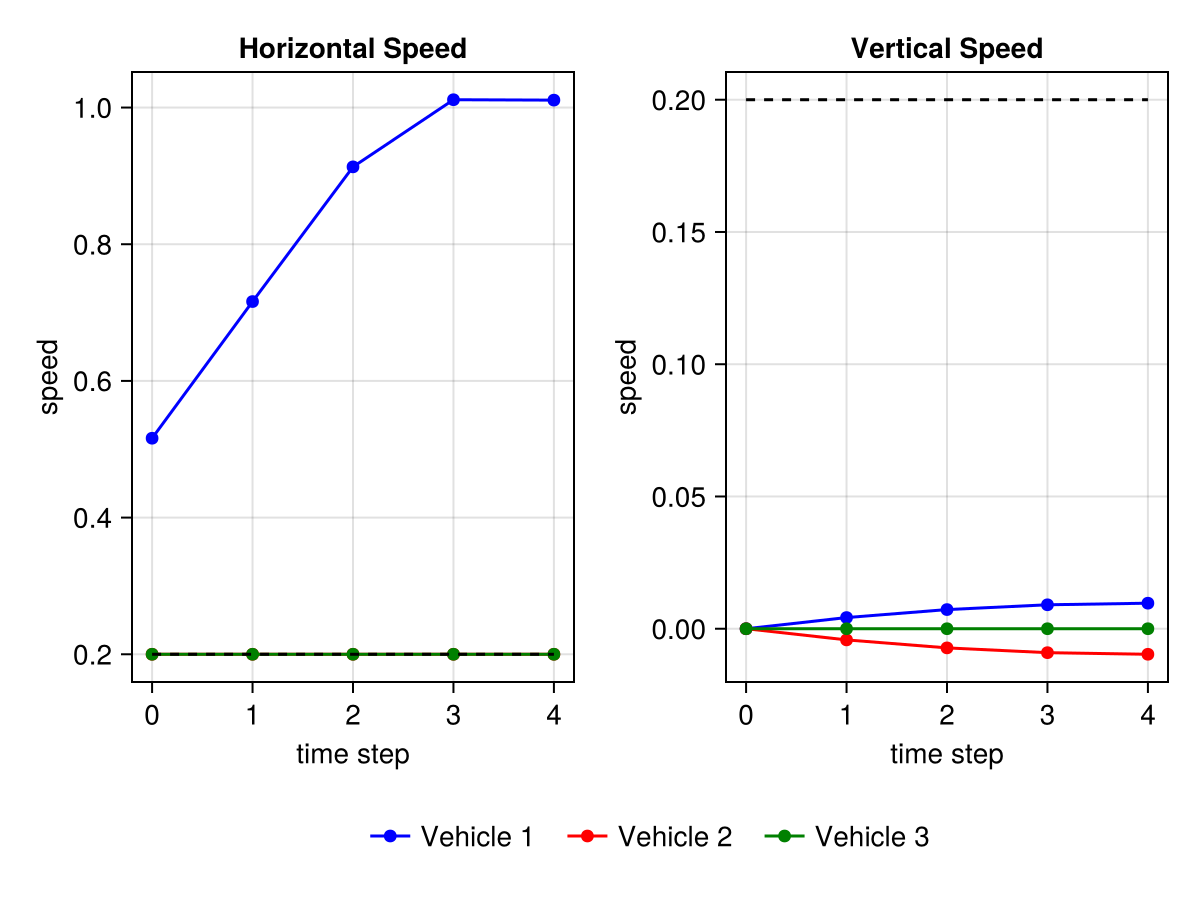 Horizontal Speed
1.0
0.8
0.6
0.4
0.2
speed
0 1 2 3 4
time step
Vertical Speed
0.20
0.15
0.10
0.05
0.00
speed
0 1 2 3 4
time step
Vehicle 1 Vehicle 2 Vehicle 3